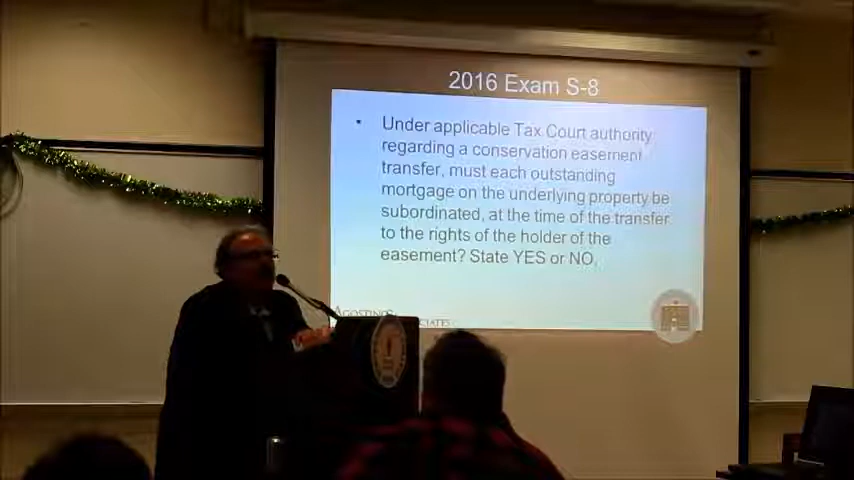 2016 Exam S-8
• Under applicable Tax Court authority
regarding a conservation easement
transfer, must each outstanding
mortgage on the underlying property be
subordinated, at the time of the transfer
to the rights of the holder of the
easement? State YES or NO.
AGOSTINO